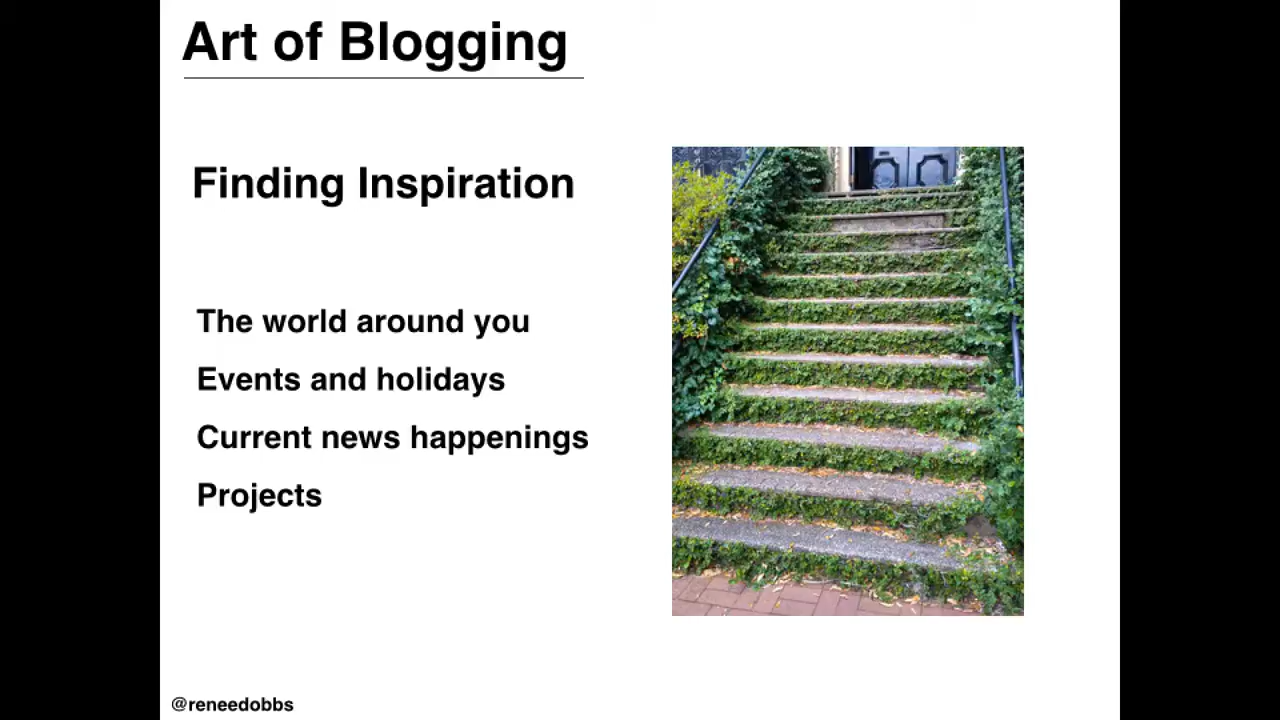 Art of Blogging
Finding Inspiration
The world around you
Events and holidays
Current news happenings
Projects
@reneedobbs